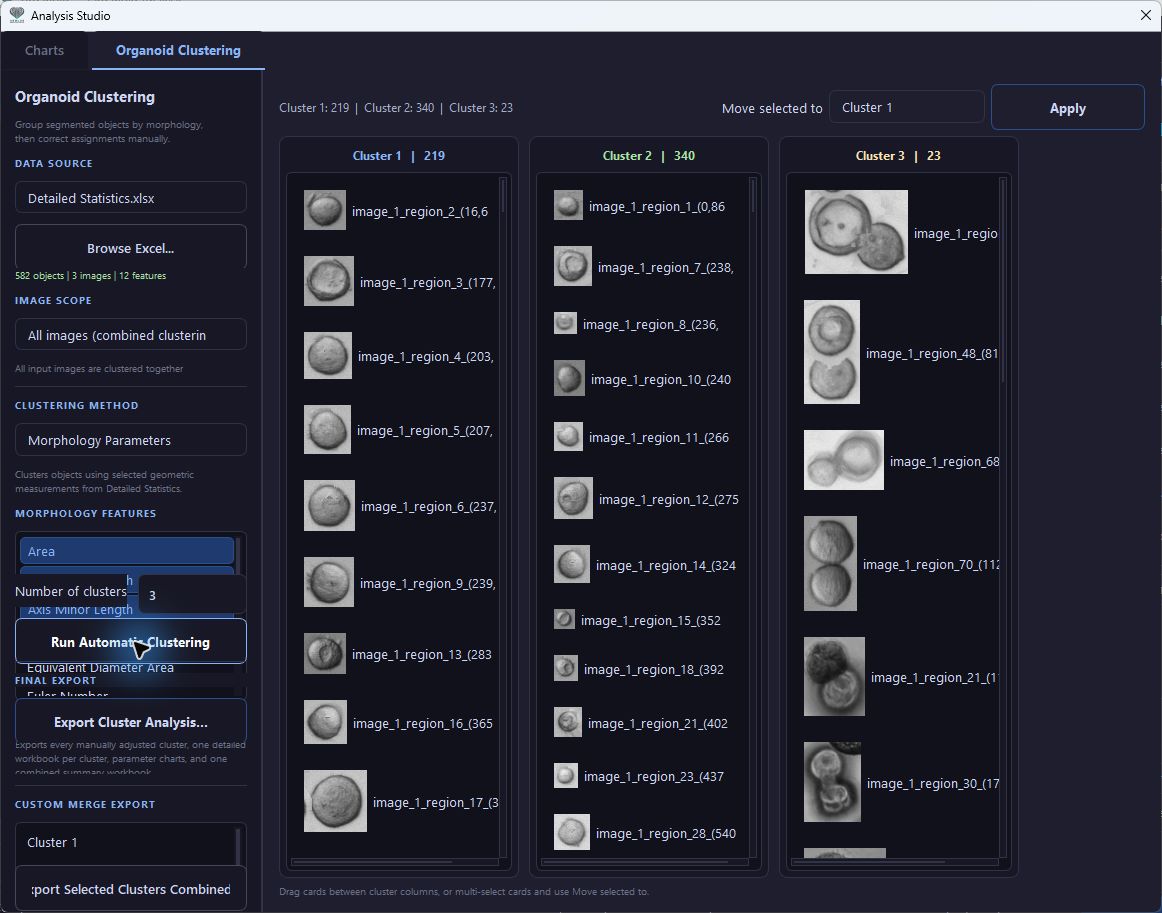 Analysis Studio
Charts
Organoid Clustering
Organoid Clustering
Group segmented objects by morphology,
then correct assignments manually.
DATA SOURCE
Detailed Statistics.xlsx
Browse Excel...
582 objects | 3 images | 12 features
IMAGE SCOPE
All images (combined clusterin
All input images are clustered together
CLUSTERING METHOD
Morphology Parameters
Clusters objects using selected geometric
measurements from Detailed Statistics.
MORPHOLOGY FEATURES
Area
h
Number of clusters
3
Axis Minor Length
Run Automatic Clustering
Equivalent Diameter Area
FINAL EXPORT
Euler Number
Export Cluster Analysis...
Exports every manually adjusted cluster, one detailed
workbook per cluster, parameter charts, and one
combined summary workbook
CUSTOM MERGE EXPORT
Cluster 1
xport Selected Clusters Combined
Cluster 1: 219 | Cluster 2: 340 | Cluster 3: 23
Move selected to
Cluster 1
Apply
Cluster 1 | 219
image_1_region_2_(16,6
image_1_region_3_(177,
image_1_region_4_(203,
image_1_region_5_(207,
image_1_region_6_(237,
image_1_region_9_(239,
image_1_region_13_(283
image_1_region_16_(365
image_1_region_17_(3
Cluster 2 | 340
image_1_region_1_(0,86
image_1_region_7_(238,
image_1_region_8_(236,
image_1_region_10_(240
image_1_region_11_(266
image_1_region_12_(275
image_1_region_14_(324
image_1_region_15_(352
image_1_region_18_(392
image_1_region_21_(402
image_1_region_23_(437
image_1_region_28_(540
Cluster 3 | 23
image_1_regio
image_1_region_48_(81
image_1_region_68
image_1_region_70_(112
image_1_region_21_(1
image_1_region_30_(17
Drag cards between cluster columns, or multi-select cards and use Move selected to.